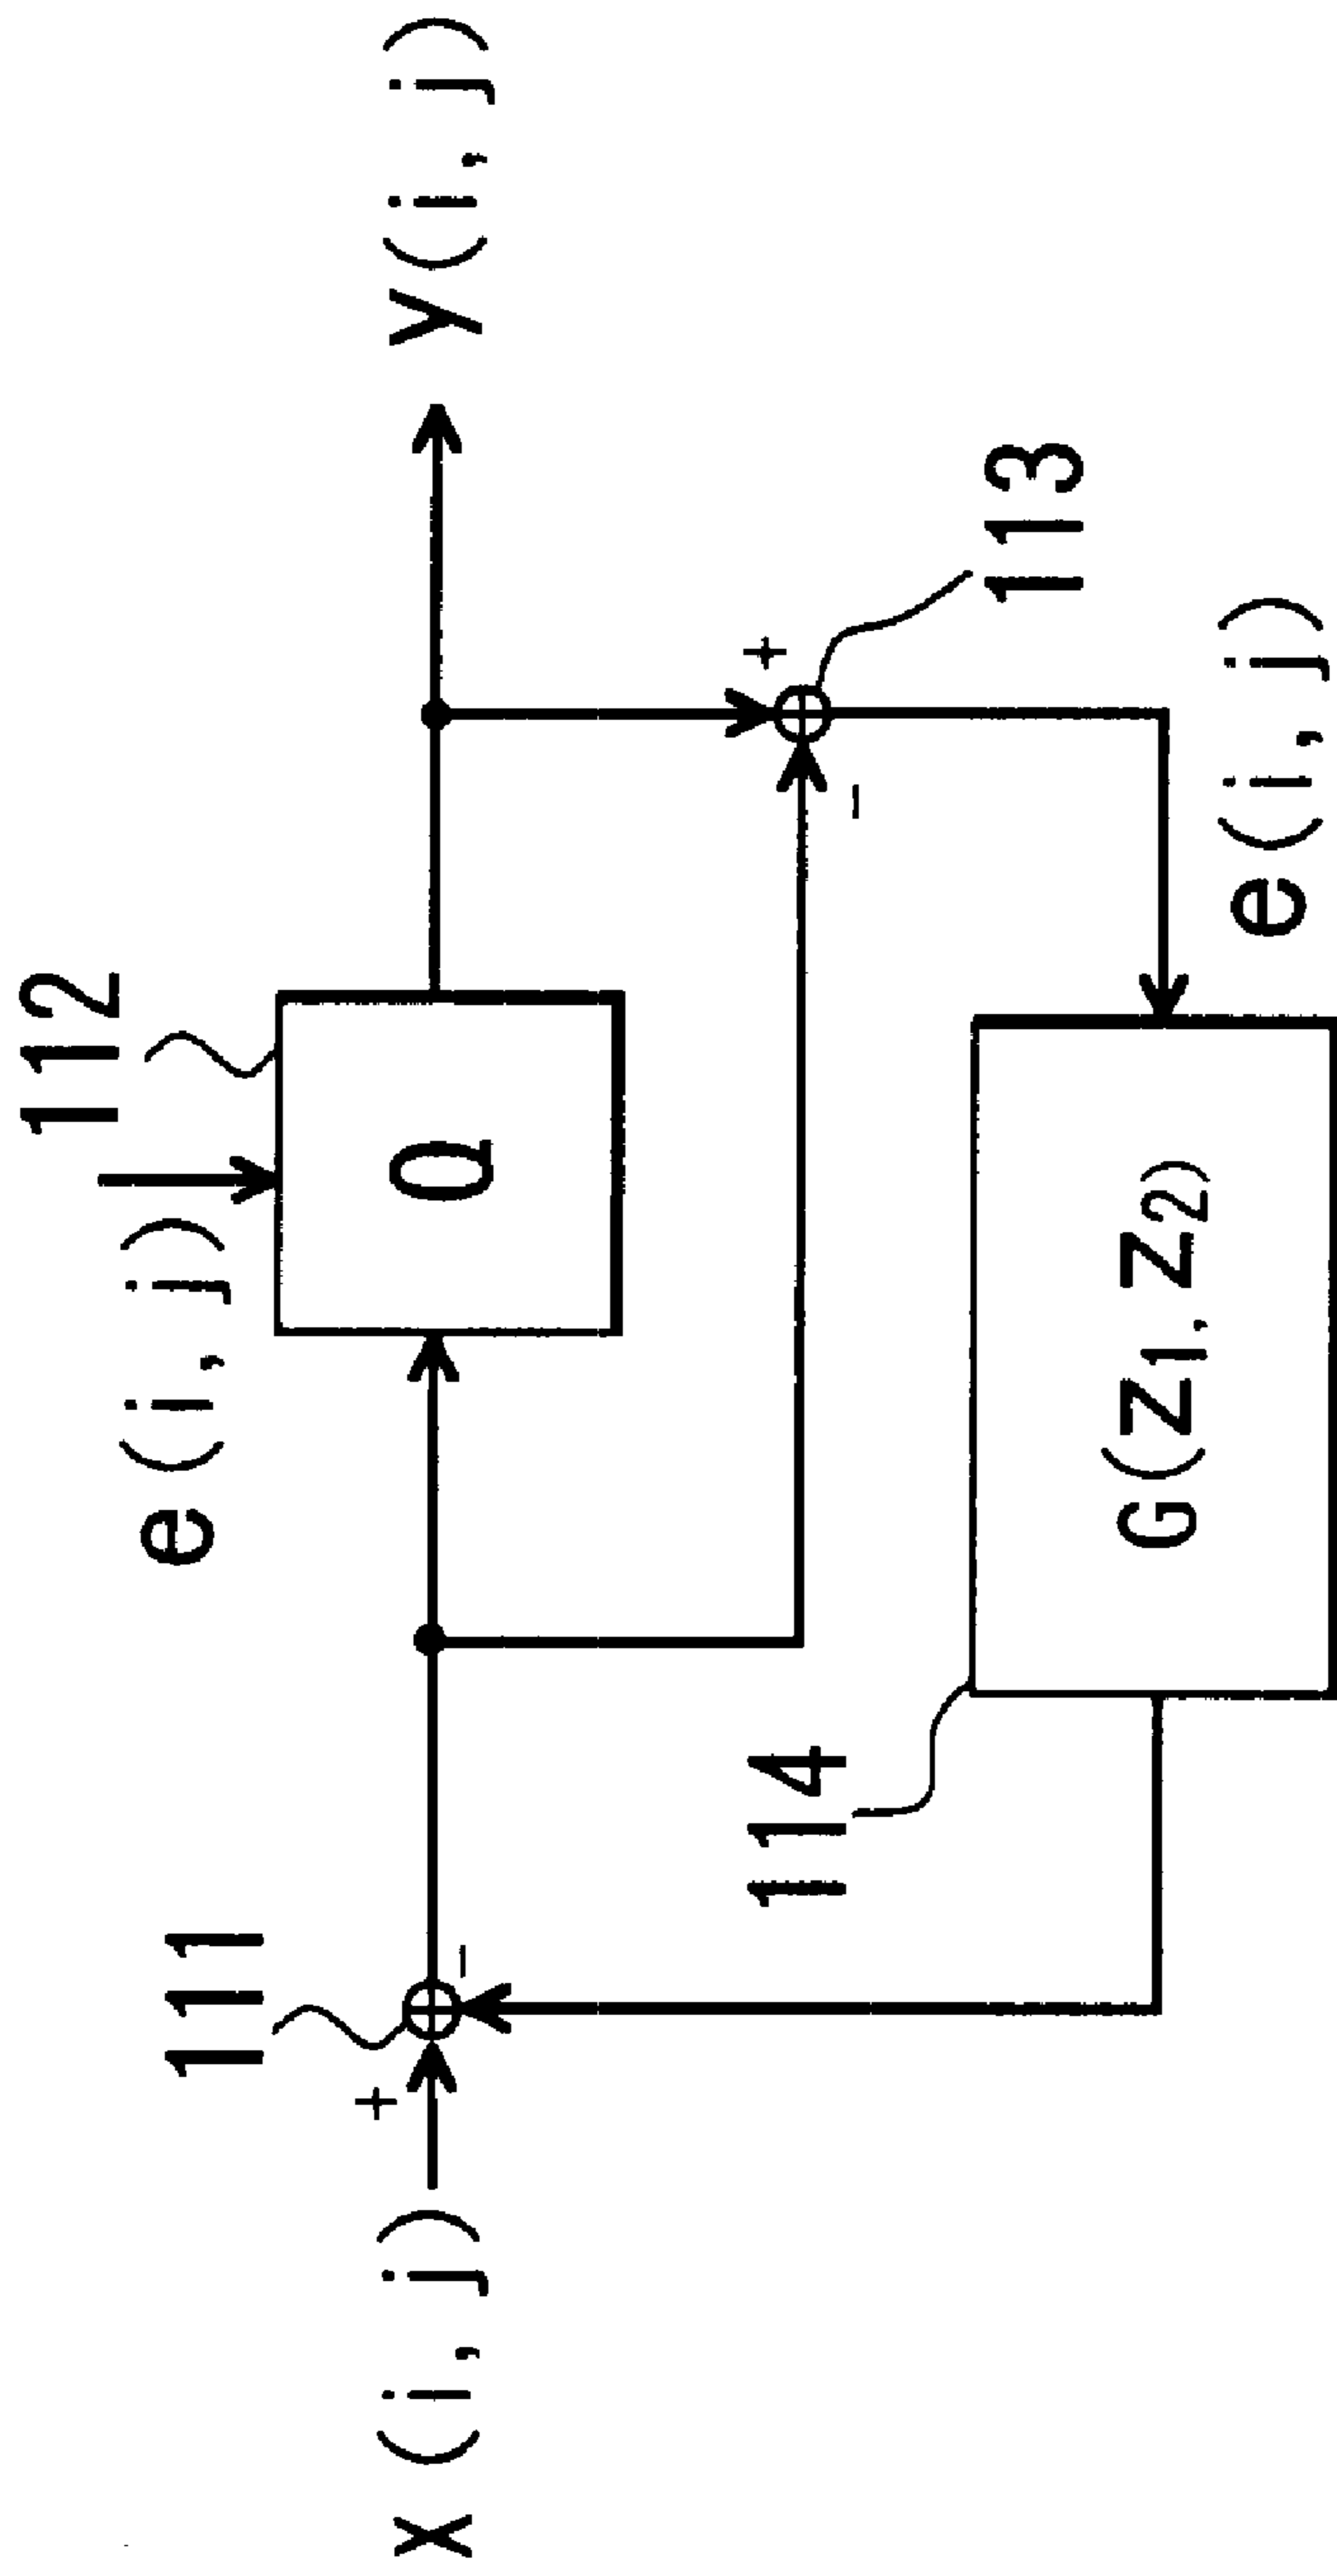 112
e(i, j)
111
x(i, j)
+
-
Q
y(i, j)
+
-
113
114
G(Z1, Z2)
e(i, j)